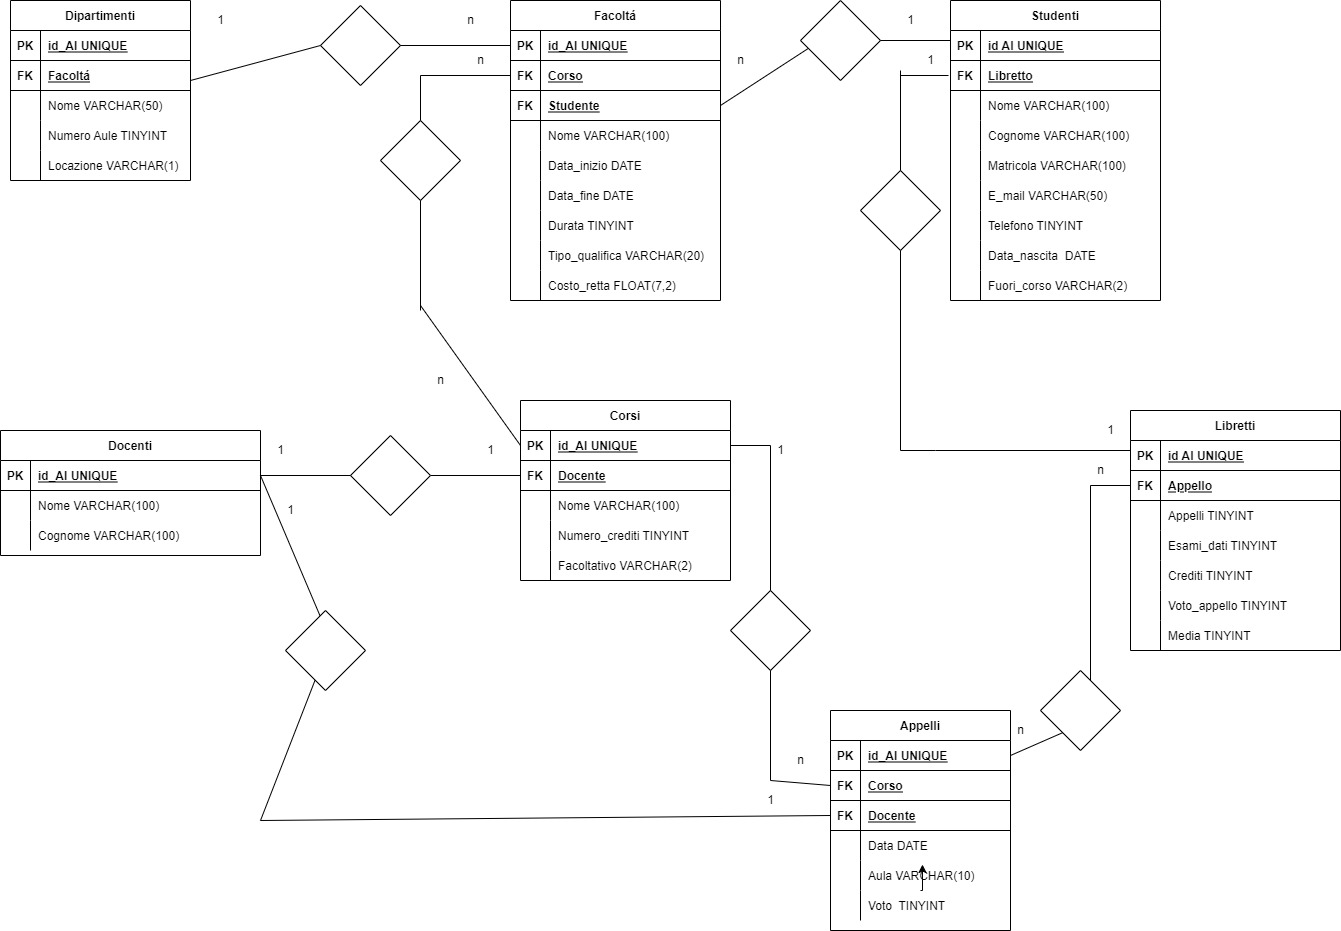 Dipartimenti
PK id_AI UNIQUE
FK Facoltá
Nome VARCHAR(50)
Numero Aule TINYINT
Locazione VARCHAR(1)
1
n
Facoltá
PK id_AI UNIQUE
FK Corso
FK Studente
Nome VARCHAR(100)
Data_inizio DATE
Data_fine DATE
Durata TINYINT
Tipo_qualifica VARCHAR(20)
Costo_retta FLOAT(7,2)
n
n
1
1
Studenti
PK id AI UNIQUE
FK Libretto
Nome VARCHAR(100)
Cognome VARCHAR(100)
Matricola VARCHAR(100)
E_mail VARCHAR(50)
Telefono TINYINT
Data_nascita DATE
Fuori_corso VARCHAR(2)
n
Docenti
PK id_AI UNIQUE
Nome VARCHAR(100)
Cognome VARCHAR(100)
1
1
1
Corsi
PK id_AI UNIQUE
FK Docente
Nome VARCHAR(100)
Numero_crediti TINYINT
Facoltativo VARCHAR(2)
1
1
n
Libretti
PK id AI UNIQUE
FK Appello
Appelli TINYINT
Esami_dati TINYINT
Crediti TINYINT
Voto_appello TINYINT
Media TINYINT
n
n
1
Appelli
PK id_AI UNIQUE
FK Corso
FK Docente
Data DATE
Aula VARCHAR(10)
Voto TINYINT